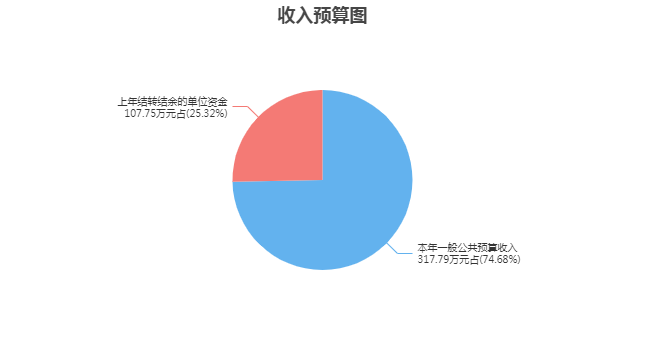 收入预算图
上年结转结余的单位资金
107.75万元占(25.32%)
本年一般公共预算收入
317.79万元占(74.68%)